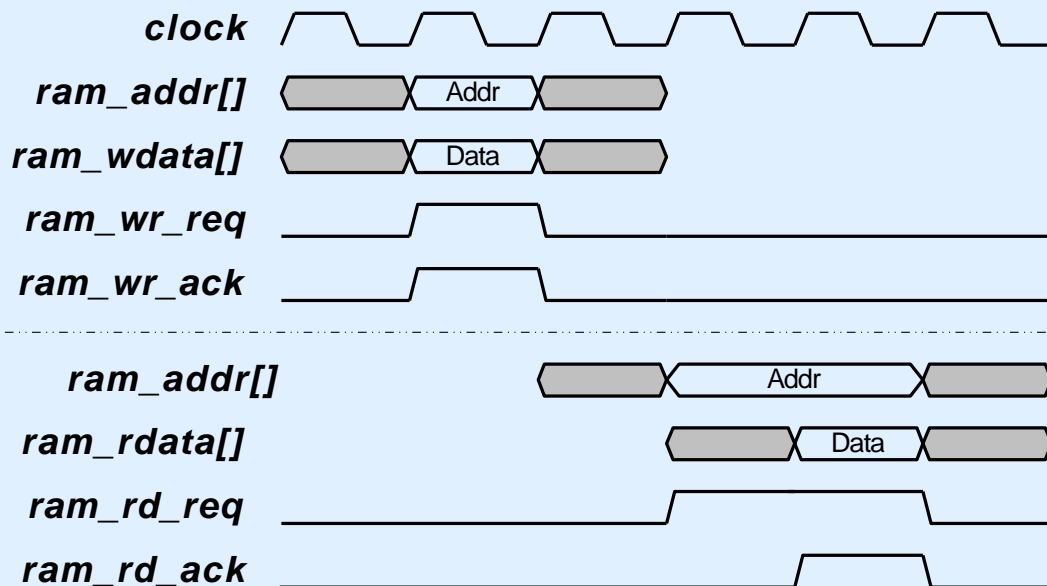 clock
ram_addr[] Addr
ram_wdata[] Data
ram_wr_req
ram_wr_ack
ram_addr[] Addr
ram_rdata[] Data
ram_rd_req
ram_rd_ack